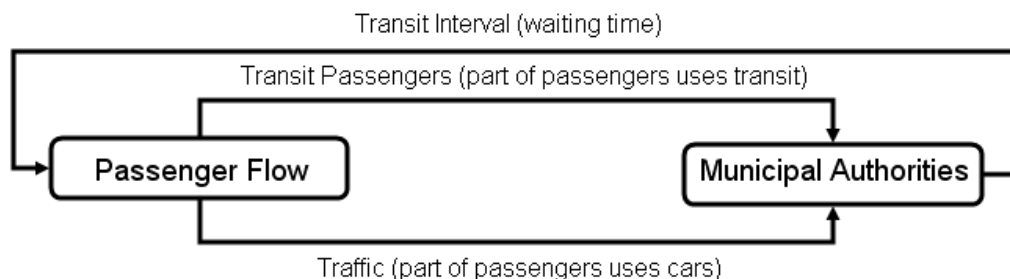 Transit Interval (waiting time)
Transit Passengers (part of passengers uses transit)
Passenger Flow
Municipal Authorities
Traffic (part of passengers uses cars)